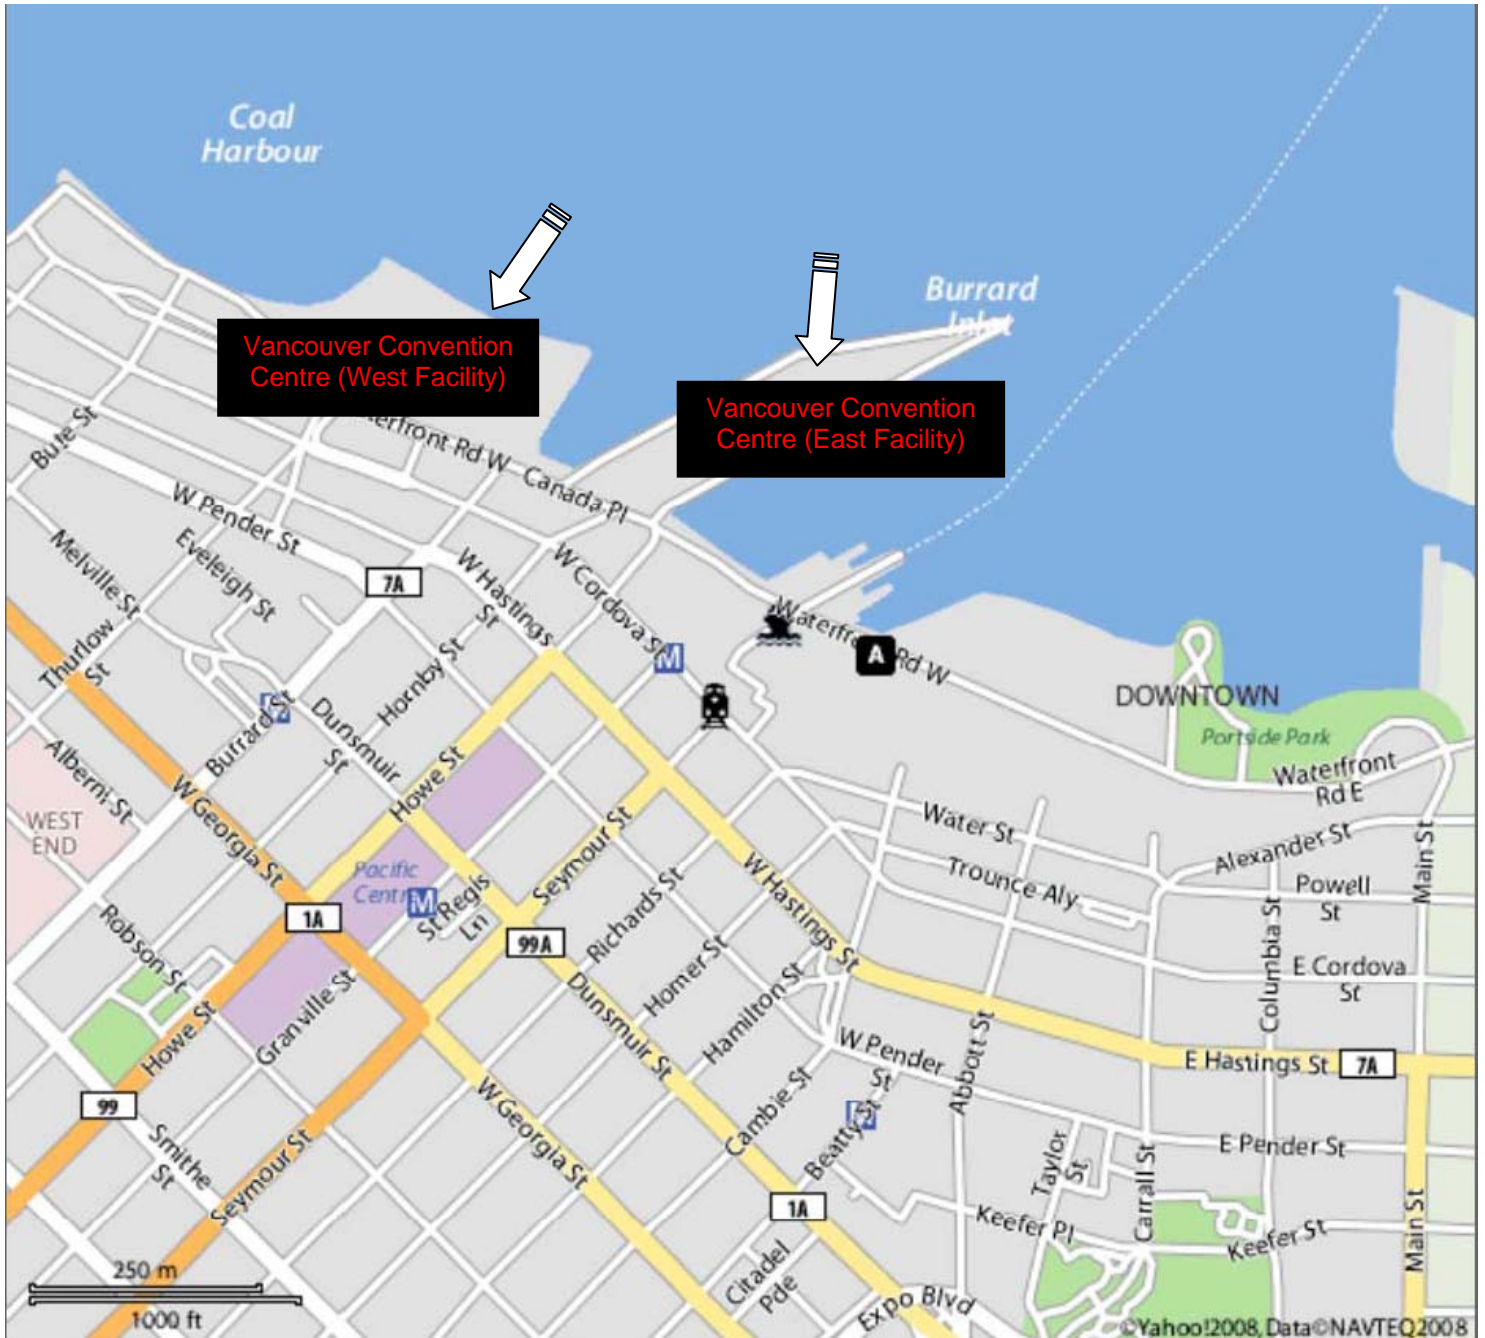 Coal
Harbour
Burrard
Inlet
Vancouver Convention
Centre (West Facility)
Vancouver Convention
Centre (East Facility)
Bute St
terfront Rd W
Canada Pl
W Pender St
Eveleigh St
Melville St
7A
W Hastings
St
W Cordova St
M
Waterfro
Rd W
A
DOWNTOWN
Portside Park
Waterfront
Rd E
Thurlow
St
Burrard St
Dunsmuir
St
Hornby St
Howe St
Alberni St
W Georgia St
WEST
END
Pacific
Centre
M
St Regis
Ln
Seymour St
Richards St
W Hastings St
Water St
Trounce Aly
Alexander St
Powell
St
Main St
1A
99A
Robson St
Howe St
Granville St
Homer St
Hamilton St
Dunsmuir St
W Pender
St
Abbott St
Columbia St
E Cordova
St
E Hastings St
7A
99
Smithe
St
Seymour St
W Georgia St
Cambie St
Beatty St
Taylor
St
Carrall St
E Pender St
1A
Keefer Pl
Keefer St
Main St
Citadel
Pde
Expo Blvd
250 m
1000 ft
©Yahoo!2008, Data©NAVTEQ2008